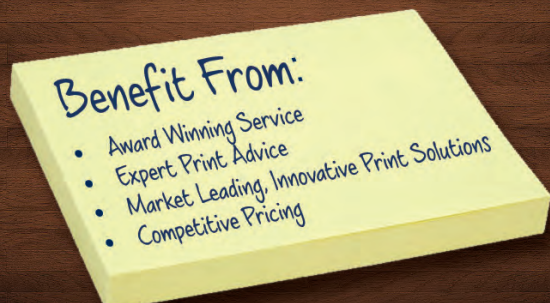 Benefit From:
• Award Winning Service
• Expert Print Advice
• Market Leading, Innovative Print Solutions
• Competitive Pricing